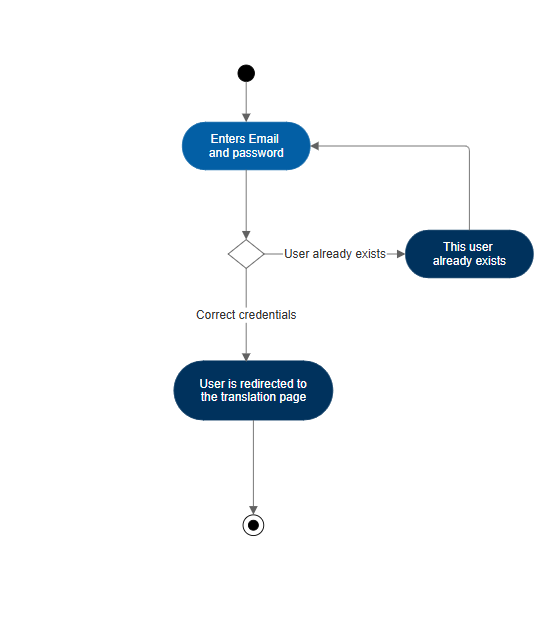 Enters Email
and password
User already exists
This user
already exists
Correct credentials
User is redirected to
the translation page